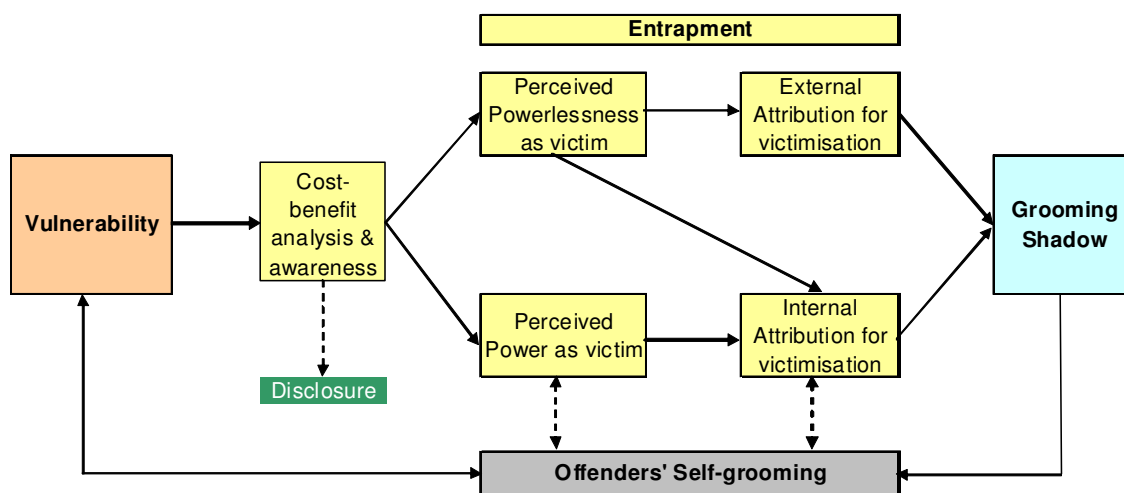 Entrapment
Perceived
Powerlessness
as victim
External
Attribution for
victimisation
Vulnerability
Cost-
benefit
analysis &
awareness
Grooming
Shadow
Perceived
Power as victim
Internal
Attribution for
victimisation
Disclosure
Offenders' Self-grooming